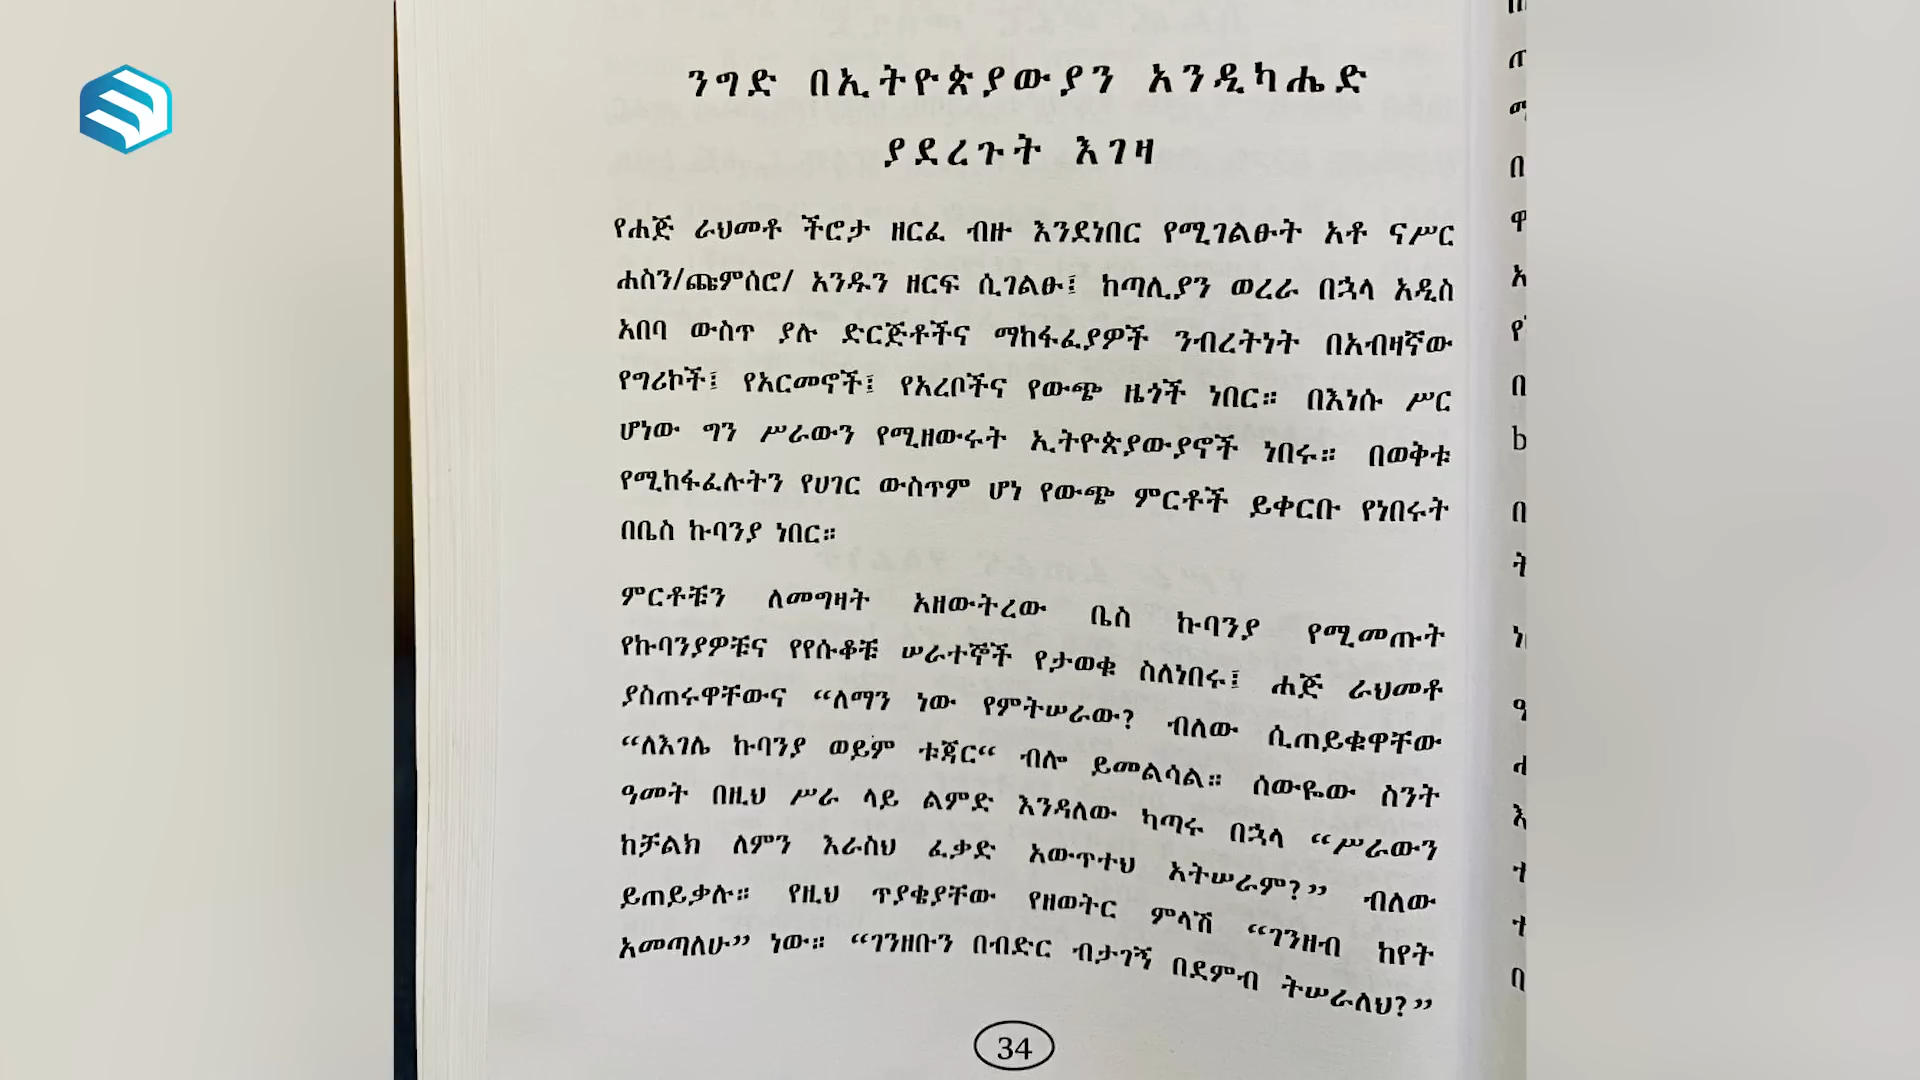 ንግድ በኢትዮጵያውያን እንዲካሔድ
ያደረጉት እገዛ
የሐጅ ራህመቶ ችሮታ ዘርፈ ብዙ እንደነበር የሚገልፁት አቶ ናሥር
ሐስን/ጩምሰሮ/ አንዱን ዘርፍ ሲገልፁ፤ ከጣሊያን ወረራ በኋላ አዲስ
አበባ ውስጥ ያሉ ድርጅቶችና ማከፋፈያዎች ንብረትነት በአብዛኛው
የግሪኮች፤ የአርመኖች፤ የአረቦችና የውጭ ዜጎች ነበር። በእነሱ ሥር
ሆነው ግን ሥራውን የሚዘውሩት ኢትዮጵያውያኖች ነበሩ። በወቅቱ
የሚከፋፈሉትን የሀገር ውስጥም ሆነ የውጭ ምርቶች ይቀርቡ የነበሩት
በቤስ ኩባንያ ነበር።
ምርቶቹን ለመግዛት አዘውትረው ቤስ ኩባንያ የሚመጡት
የኩባንያዎቹና የየሱቆቹ ሠራተኞች የታወቁ ስለነበሩ፤ ሐጅ ራህመቶ
ያስጠሩዋቸውና “ለማን ነው የምትሠራው? ብለው ሲጠይቁዋቸው
“ለእገሌ ኩባንያ ወይም ቱጃር“ ብሎ ይመልሳል። ሰውዬው ስንት
ዓመት በዚህ ሥራ ላይ ልምድ እንዳለው ካጣሩ በኋላ “ሥራውን
ከቻልክ ለምን እራስህ ፈቃድ አውጥተህ አትሠራም?” ብለው
ይጠይቃሉ። የዚህ ጥያቄያቸው የዘወትር ምላሽ “ገንዘብ ከየት
አመጣለሁ” ነው። “ገንዘቡን በብድር ብታገኝ በደምብ ትሠራለህ?”
34